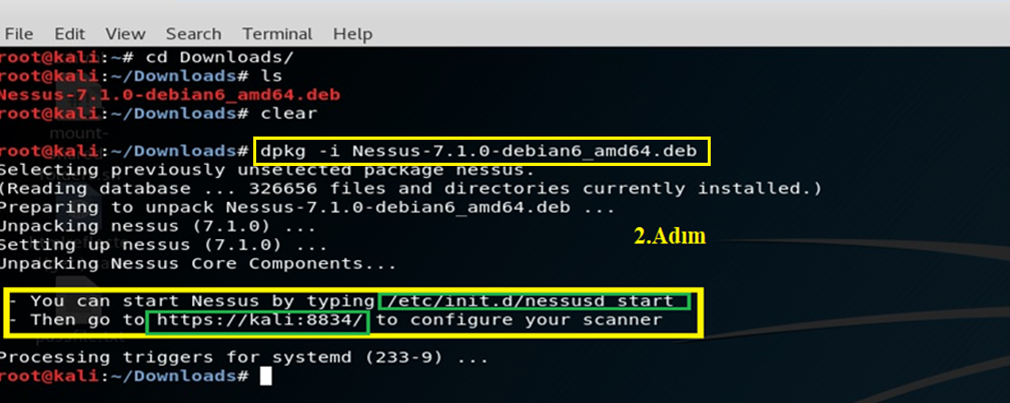 File Edit View Search Terminal Help
root@kali:~# cd Downloads/
root@kali:~/Downloads# ls
Nessus-7.1.0-debian6_amd64.deb
root@kali:~/Downloads# clear
mount-
root@kali:~/Downloads# dpkg -i Nessus-7.1.0-debian6_amd64.deb
Selecting previously unselected package nessus.
(Reading database ... 326656 files and directories currently installed.)
Preparing to unpack Nessus-7.1.0-debian6_amd64.deb ...
Unpacking nessus (7.1.0) ...
2.Adım
Setting up nessus (7.1.0) ...
Unpacking Nessus Core Components...
- You can start Nessus by typing /etc/init.d/nessusd start
- Then go to https://kali:8834/ to configure your scanner
Processing triggers for systemd (233-9) ...
root@kali:~/Downloads#